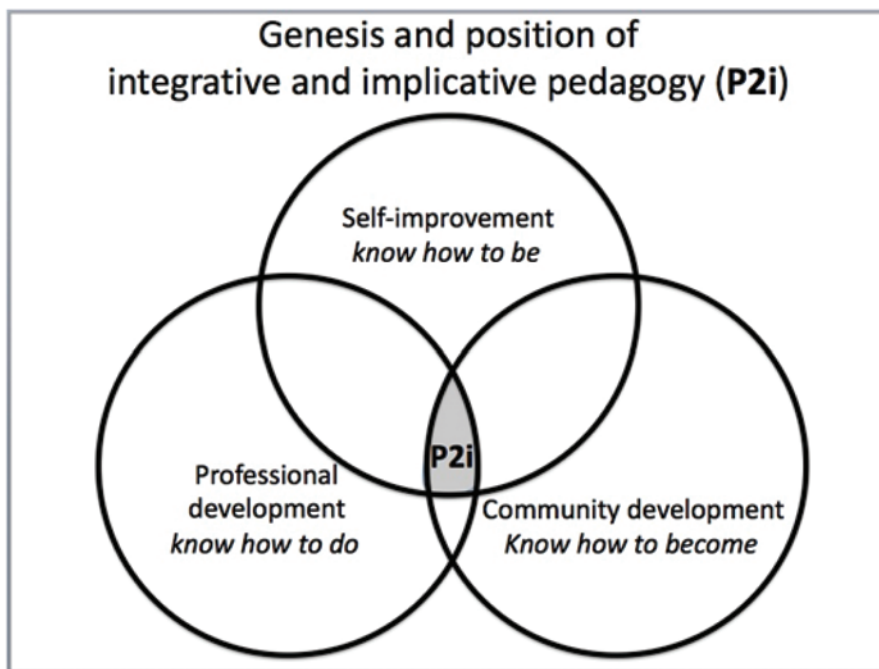 Genesis and position of
integrative and implicative pedagogy (P2i)
Self-improvement
know how to be
P2i
Professional
development
know how to do
Community development
Know how to become